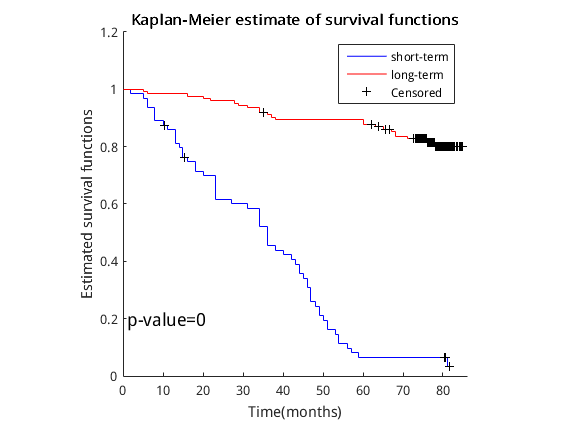 Kaplan-Meier estimate of survival functions
1.2
1
0.8
0.6
0.4
0.2
0
Estimated survival functions
short-term
long-term
Censored
p-value=0
0 10 20 30 40 50 60 70 80
Time(months)